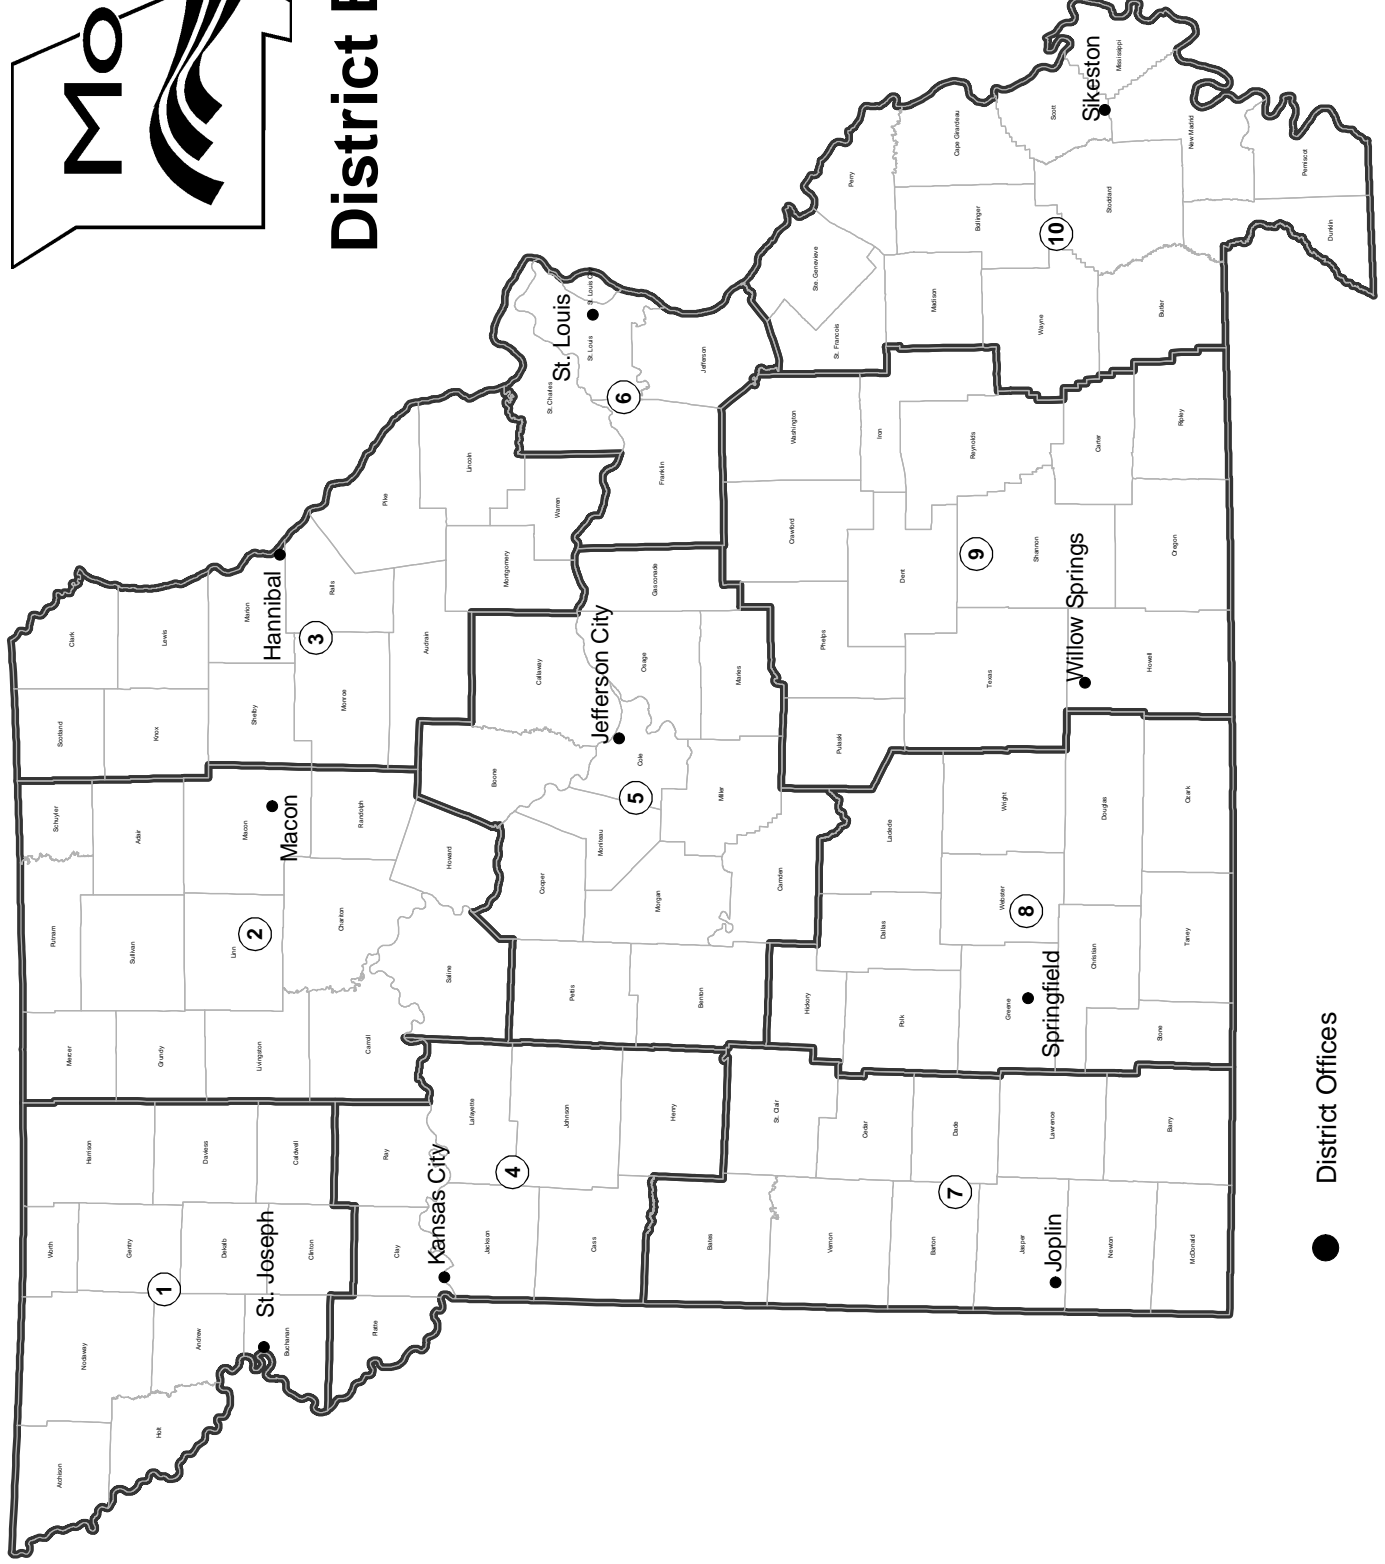 Mo
District B
Atchison
Nodaway
Worth
Harrison
Mercer
Putnam
Schuyler
Scotland
Clark
Holt
Andrew
Gentry
Daviess
Grundy
Sullivan
Adair
Knox
Lewis
1
Buchanan
Dekalb
Clinton
Caldwell
Livingston
Linn
Macon
Shelby
Marion
St. Joseph
2
Macon
Hannibal
3
Platte
Clay
Ray
Carroll
Chariton
Randolph
Monroe
Ralls
Pike
Kansas City
4
Jackson
Lafayette
Saline
Howard
Boone
Audrain
Callaway
Montgomery
Lincoln
Warren
St. Charles
Cass
Johnson
Pettis
Cooper
Moniteau
5
Cole
Jefferson City
Osage
Gasconade
Franklin
6
St. Louis
St. Louis
St. Louis C
Jefferson
Bates
Henry
Benton
Morgan
Miller
Maries
Camden
Vernon
St. Clair
Hickory
Dallas
Laclede
Pulaski
Phelps
Crawford
Washington
St. Francois
Ste. Genevieve
Perry
Barton
Cedar
Polk
Dade
7
Dent
Iron
Madison
Bollinger
Cape Girardeau
Jasper
Joplin
Lawrence
Greene
Springfield
Webster
8
Wright
Texas
9
Shannon
Reynolds
Wayne
10
Scott
Sikeston
Mississippi
Newton
Christian
Douglas
Willow Springs
Howell
Carter
Butler
Stoddard
New Madrid
McDonald
Barry
Stone
Taney
Ozark
Oregon
Ripley
Dunklin
Pemiscot
District Offices